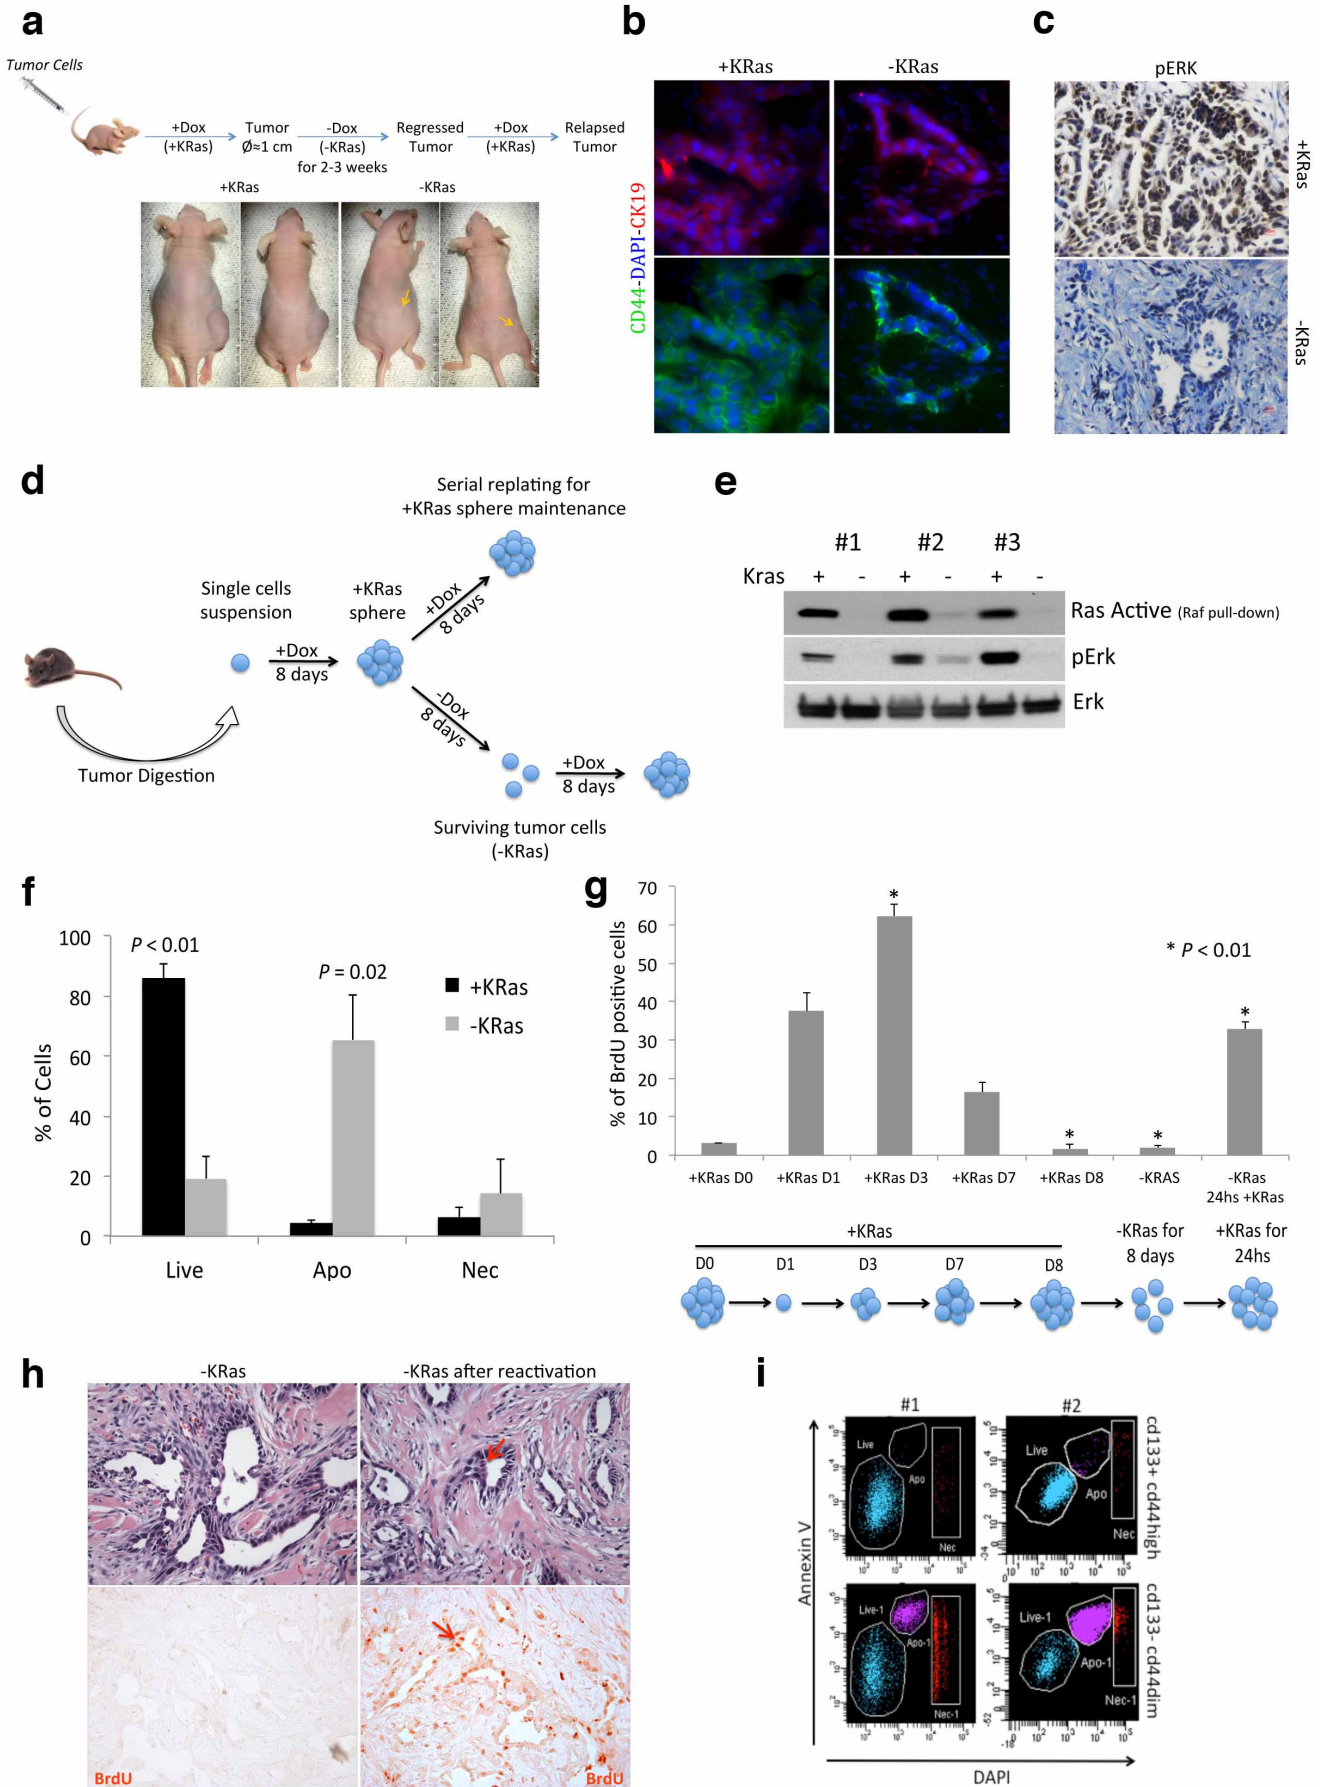 a
Tumor Cells
+Dox
(+KRas)
Tumor
Ø≈1 cm
-Dox
(-KRas)
for 2-3 weeks
Regressed
Tumor
+Dox
(+KRas)
Relapsed
Tumor
+KRas
-KRas
b
+KRas
-KRas
CD44-DAPI-CK19
c
pERK
+KRas
-KRas
d
Serial replating for
+KRas sphere maintenance
Single cells
suspension
+KRas
sphere
+Dox
8 days
+Dox
8 days
-Dox
8 days
+Dox
8 days
Tumor Digestion
Surviving tumor cells
(-KRas)
e
#1 #2 #3
Kras + - + - + -
Ras Active (Raf pull-down)
pErk
Erk
f
% of Cells
100
80
60
40
20
0
P < 0.01
P = 0.02
+KRas
-KRas
Live Apo Nec
g
% of BrdU positive cells
70
60
50
40
30
20
10
0
*
* P < 0.01
*
* *
+KRas D0 +KRas D1 +KRas D3 +KRas D7 +KRas D8 -KRAS -KRas
24hs +KRas
+KRas
-KRas for
8 days
+KRas for
24hs
D0 D1 D3 D7 D8
h
-KRas
-KRas after reactivation
BrdU
BrdU
i
#1 #2
Annexin V
Live
Apo
Nec
Live
Apo
Nec
cd133+ cd44high
Live-1
Apo-1
Nec-1
Live-1
Apo-1
Nec-1
cd133- cd44dim
DAPI